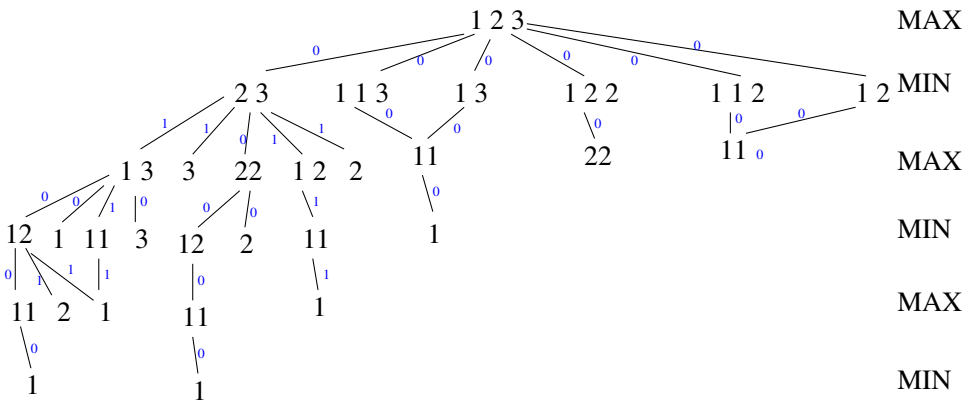 1 2 3 MAX
0 0 0 0 0 0
2 3 1 1 3 1 3 1 2 2 1 1 2 1 2 MIN
1 1 0 1 1 0 0 0 0 0
1 3 3 22 1 2 2 11 22 11 0 MAX
0 0 1 0 0 0 1 0
12 1 11 3 12 2 11 1 MIN
0 1 1 1 0 1
11 2 1 11 1 MAX
0 0
1 1 MIN